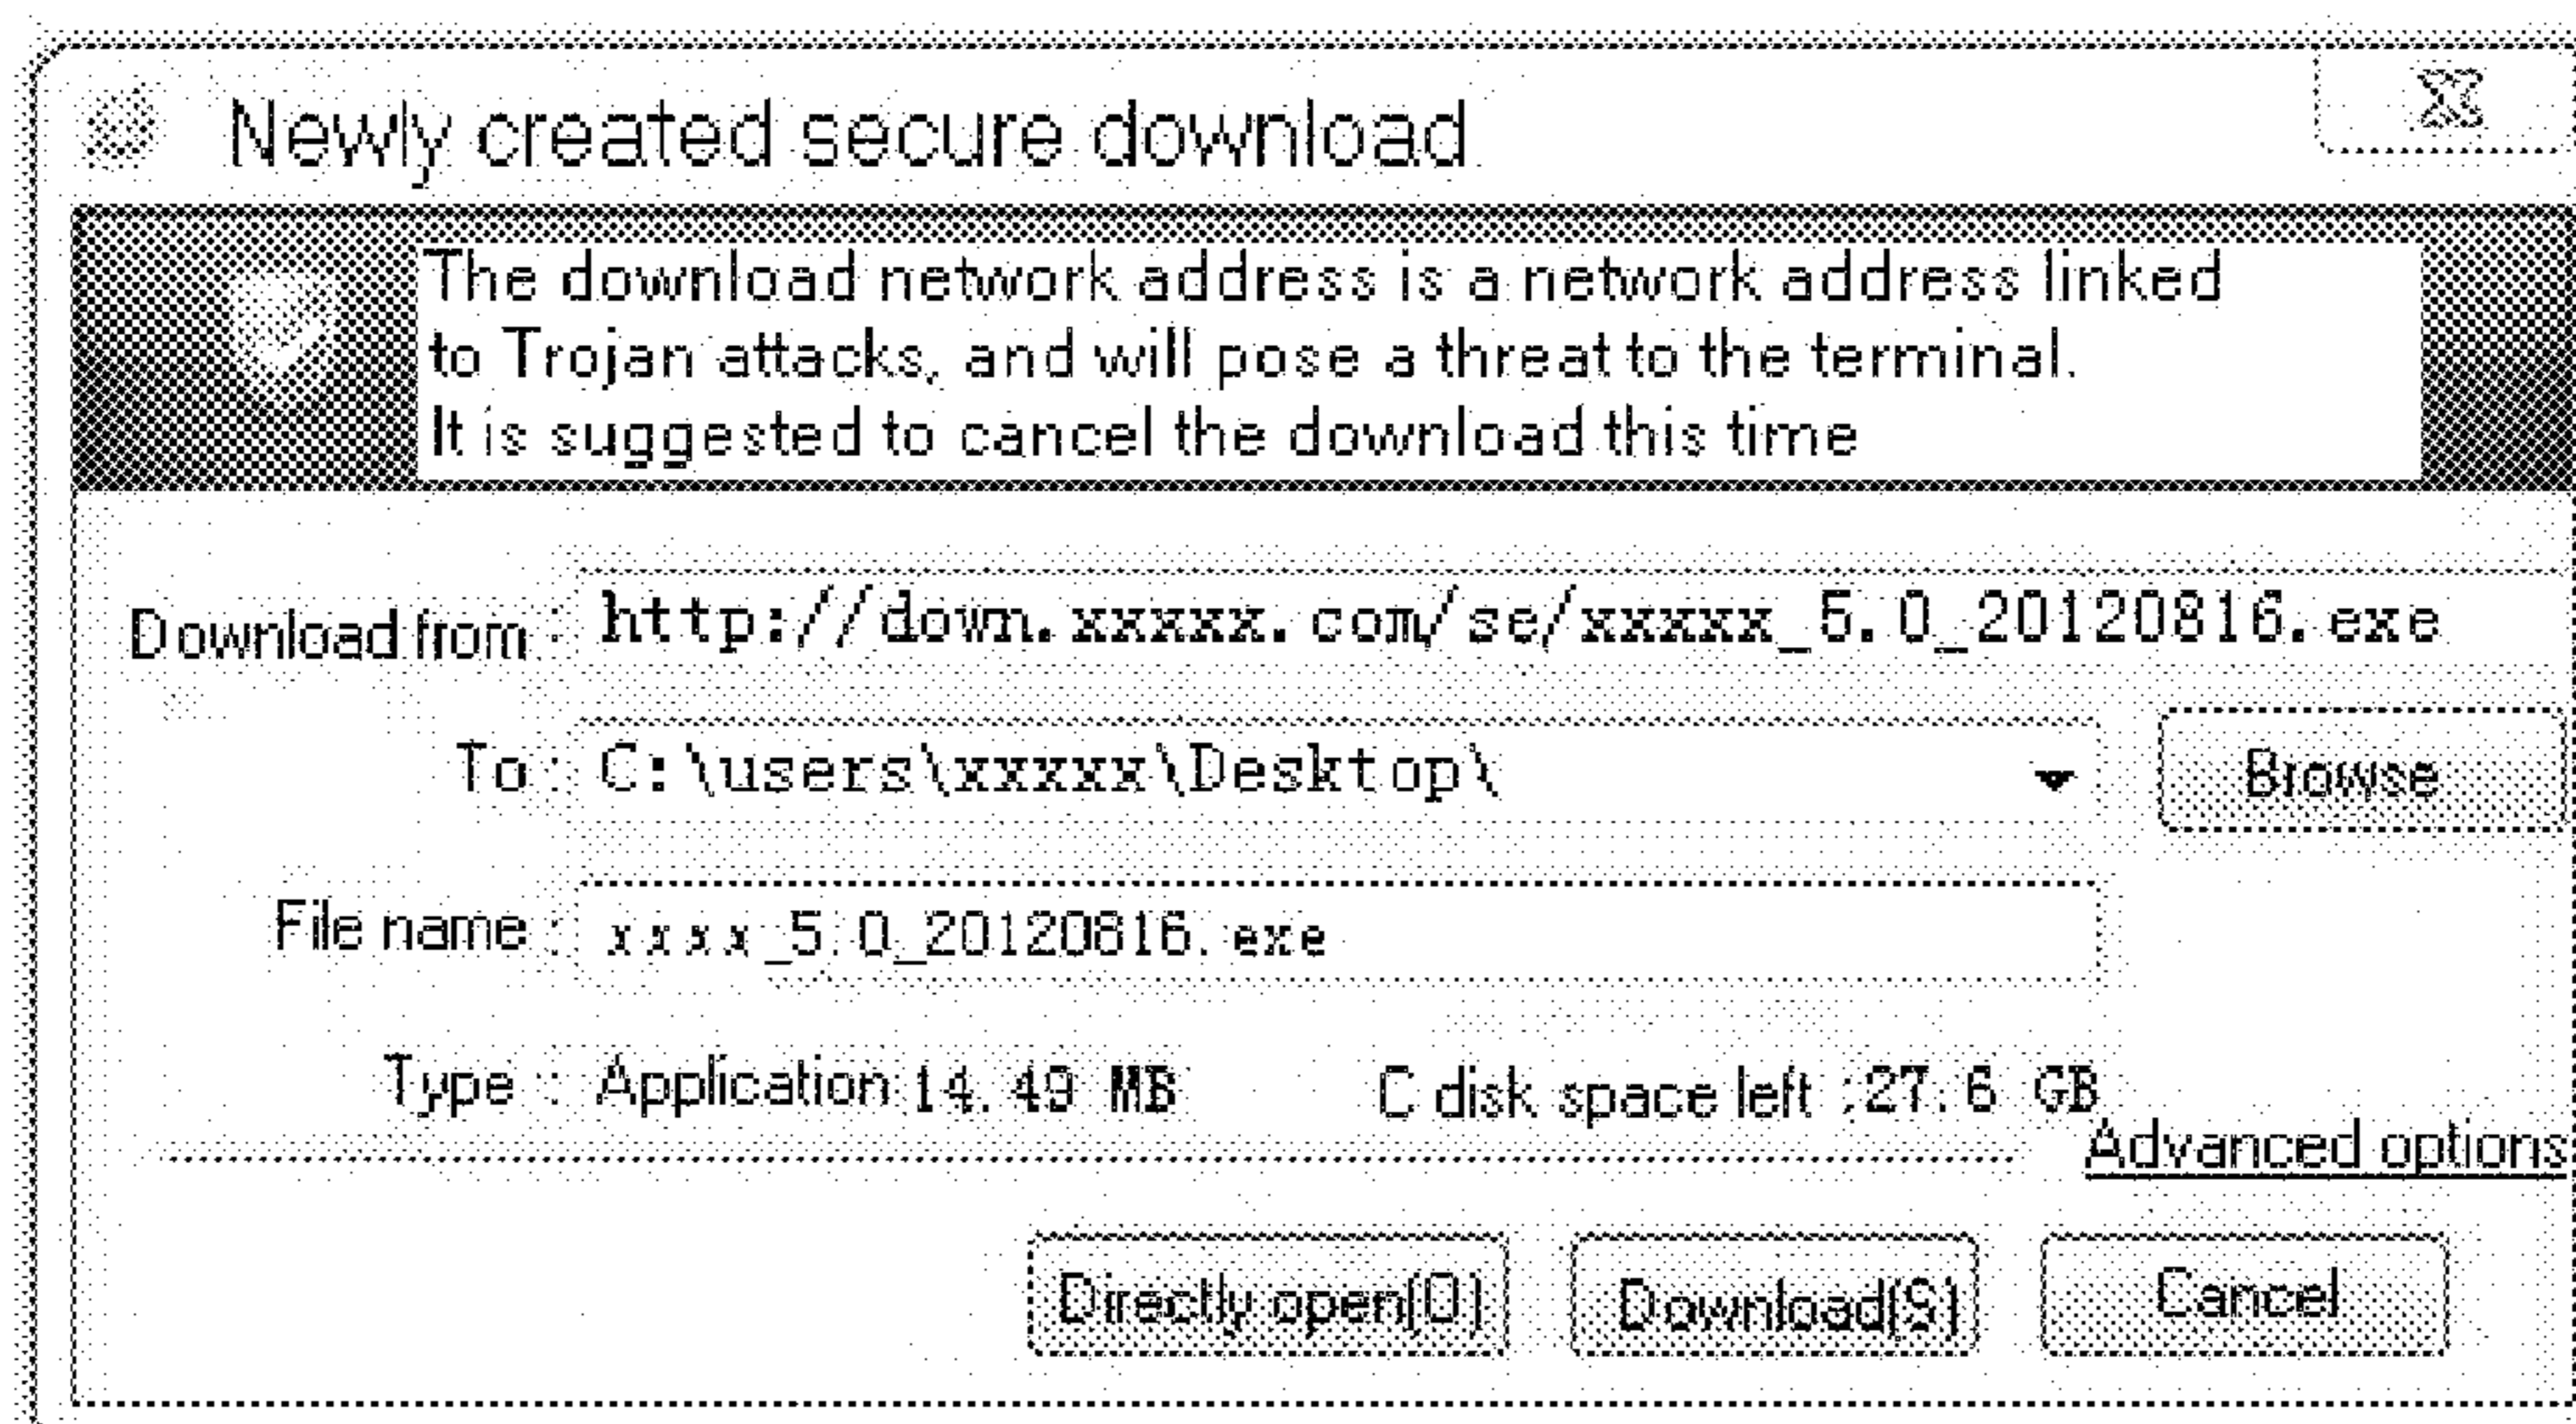 Newly created secure download
The download network address is a network address linked
to Trojan attacks, and will pose a threat to the terminal.
It is suggested to cancel the download this time
Download from : http://down.xxxxx.com/se/xxxxx_5.0_20120816.exe
To : C:\users\xxxxx\Desktop\ Browse
File name : xxxx_5.0_20120816.exe
Type : Application 14.49 MB C disk space left : 27.6 GB
Advanced options
Directly open(O) Download(S) Cancel